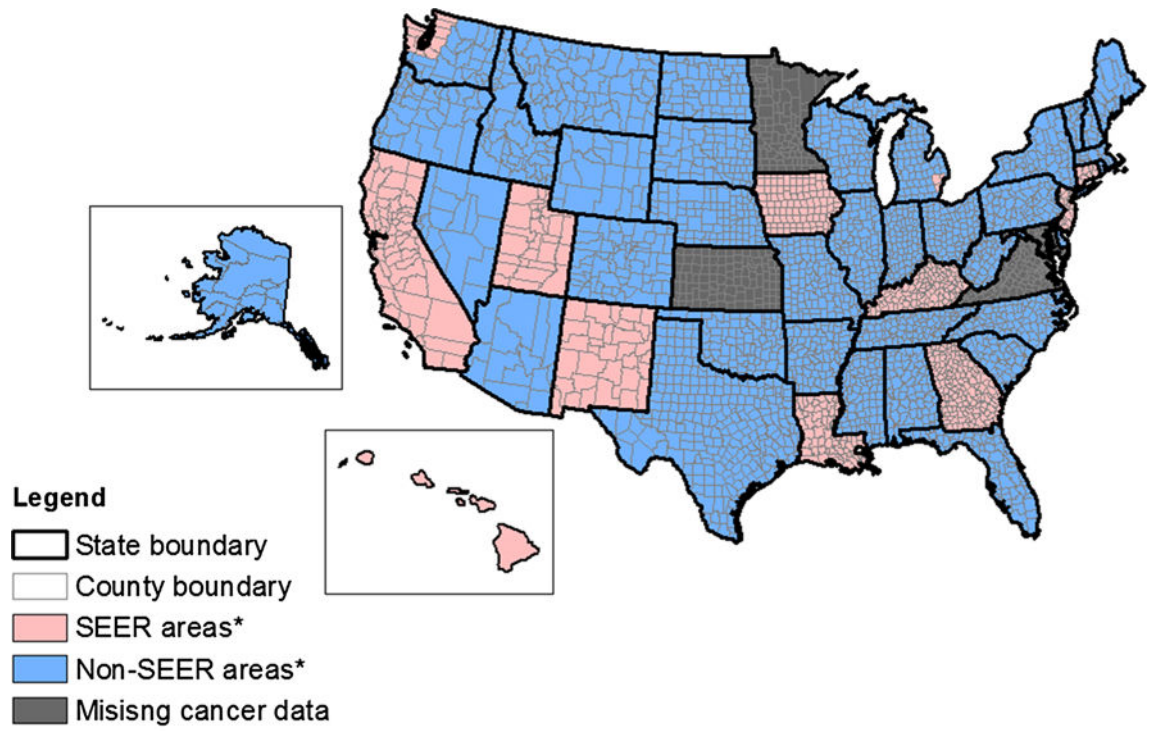 Legend
State boundary
County boundary
SEER areas*
Non-SEER areas*
Misisng cancer data